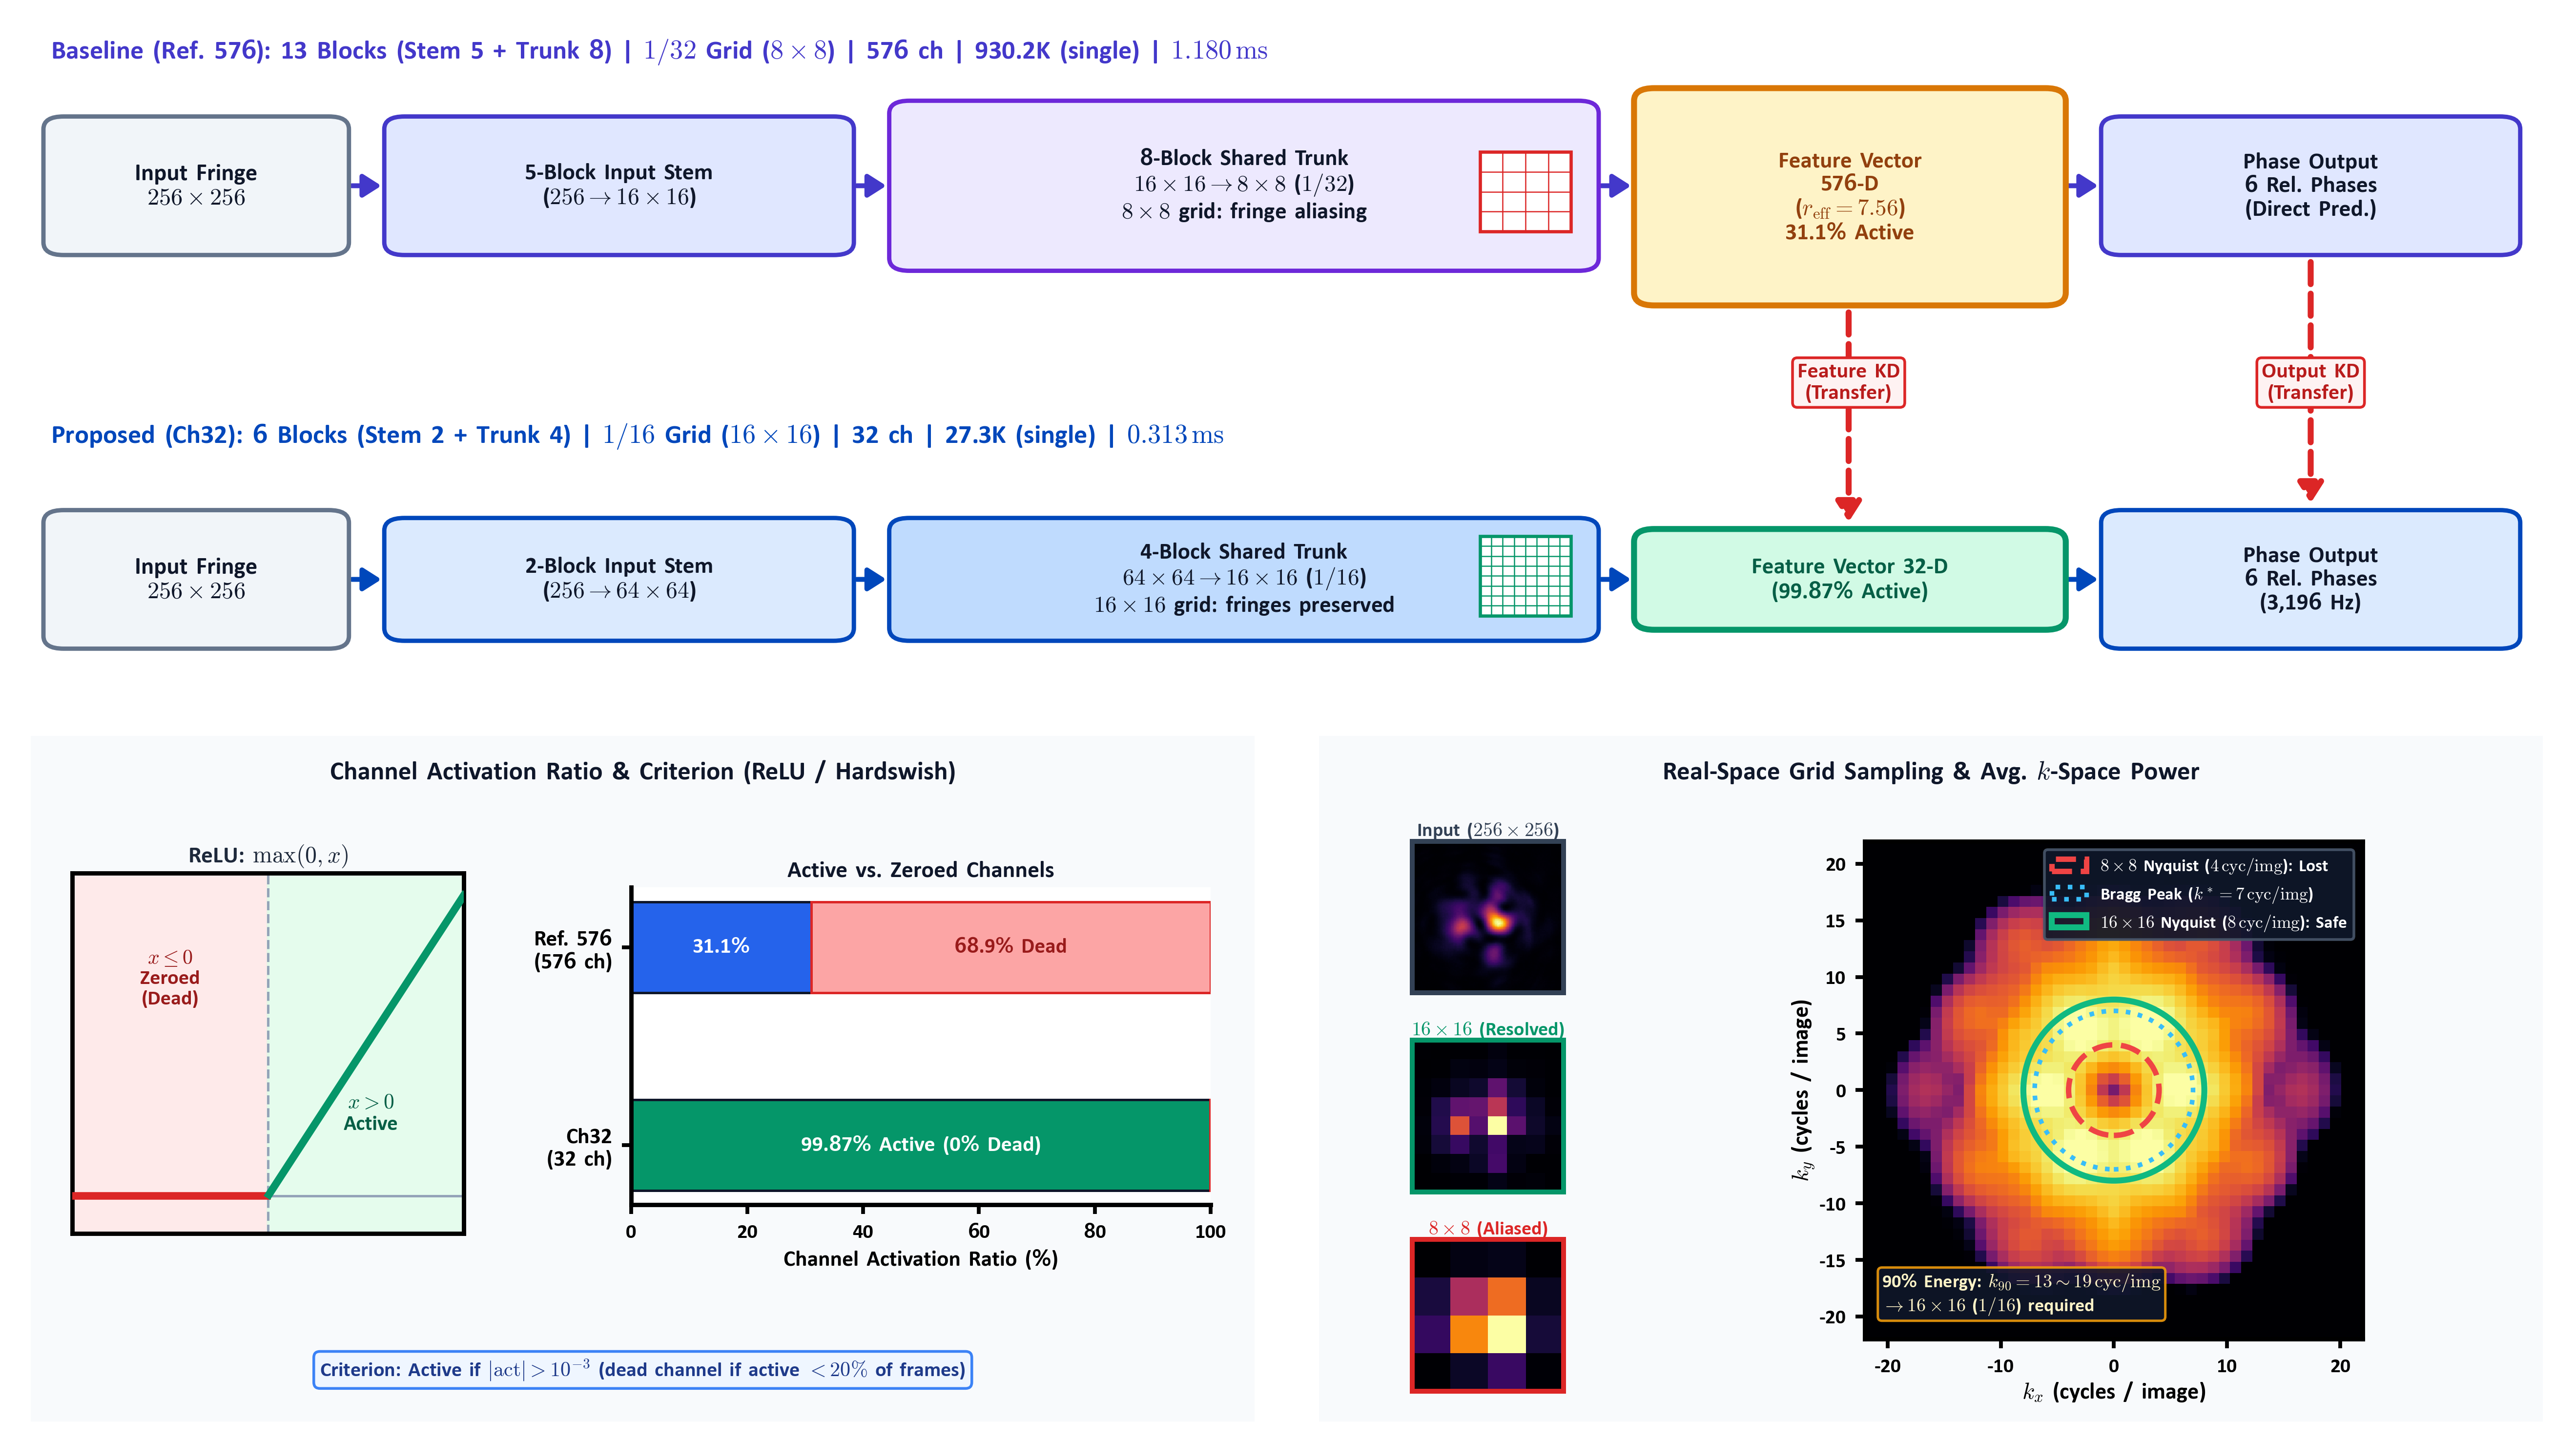 Baseline (Ref. 576): 13 Blocks (Stem 5 + Trunk 8) | 1/32 Grid (8 × 8) | 576 ch | 930.2K (single) | 1.180 ms
Input Fringe
256 × 256
5-Block Input Stem
(256 → 16 × 16)
8-Block Shared Trunk
16 × 16 → 8 × 8 (1/32)
8 × 8 grid: fringe aliasing
Feature Vector
576-D
(r_eff = 7.56)
31.1% Active
Phase Output
6 Rel. Phases
(Direct Pred.)
Feature KD
(Transfer)
Output KD
(Transfer)
Proposed (Ch32): 6 Blocks (Stem 2 + Trunk 4) | 1/16 Grid (16 × 16) | 32 ch | 27.3K (single) | 0.313 ms
Input Fringe
256 × 256
2-Block Input Stem
(256 → 64 × 64)
4-Block Shared Trunk
64 × 64 → 16 × 16 (1/16)
16 × 16 grid: fringes preserved
Feature Vector 32-D
(99.87% Active)
Phase Output
6 Rel. Phases
(3,196 Hz)
Channel Activation Ratio & Criterion (ReLU / Hardswish)
ReLU: max(0, x)
x ≤ 0
Zeroed
(Dead)
x > 0
Active
Active vs. Zeroed Channels
Ref. 576
(576 ch)
31.1%
68.9% Dead
Ch32
(32 ch)
99.87% Active (0% Dead)
0 20 40 60 80 100
Channel Activation Ratio (%)
Criterion: Active if |act| > 10⁻³ (dead channel if active < 20% of frames)
Real-Space Grid Sampling & Avg. k-Space Power
Input (256 × 256)
16 × 16 (Resolved)
8 × 8 (Aliased)
8 × 8 Nyquist (4 cyc/img): Lost
Bragg Peak (k* = 7 cyc/img)
16 × 16 Nyquist (8 cyc/img): Safe
20
15
10
5
0
-5
-10
-15
-20
k_y (cycles / image)
90% Energy: k₉₀ = 13 ~ 19 cyc/img
→ 16 × 16 (1/16) required
-20 -10 0 10 20
k_x (cycles / image)